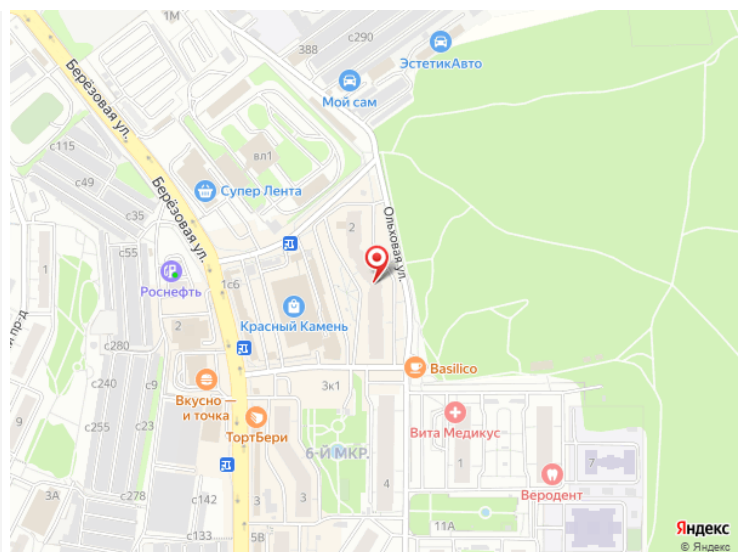 1М
с290
388
ЭстетикАвто
Мой сам
Берёзовая ул.
с115
вл1
с49
Супер Лента
Берёзовая ул.
с35
Ольховая ул.
2
с55
1
Роснефть
1с6
Красный Камень
й пр-д
2
с280
с240
с9
3к1
Basilico
Вкусно —
и точка
с23
ТортБери
Вита Медикус
9
с255
6-Й МКР.
1
7
Веродент
3А
с278
с142
3
3
4
11А
с133
5В
Яндекс
© Яндекс